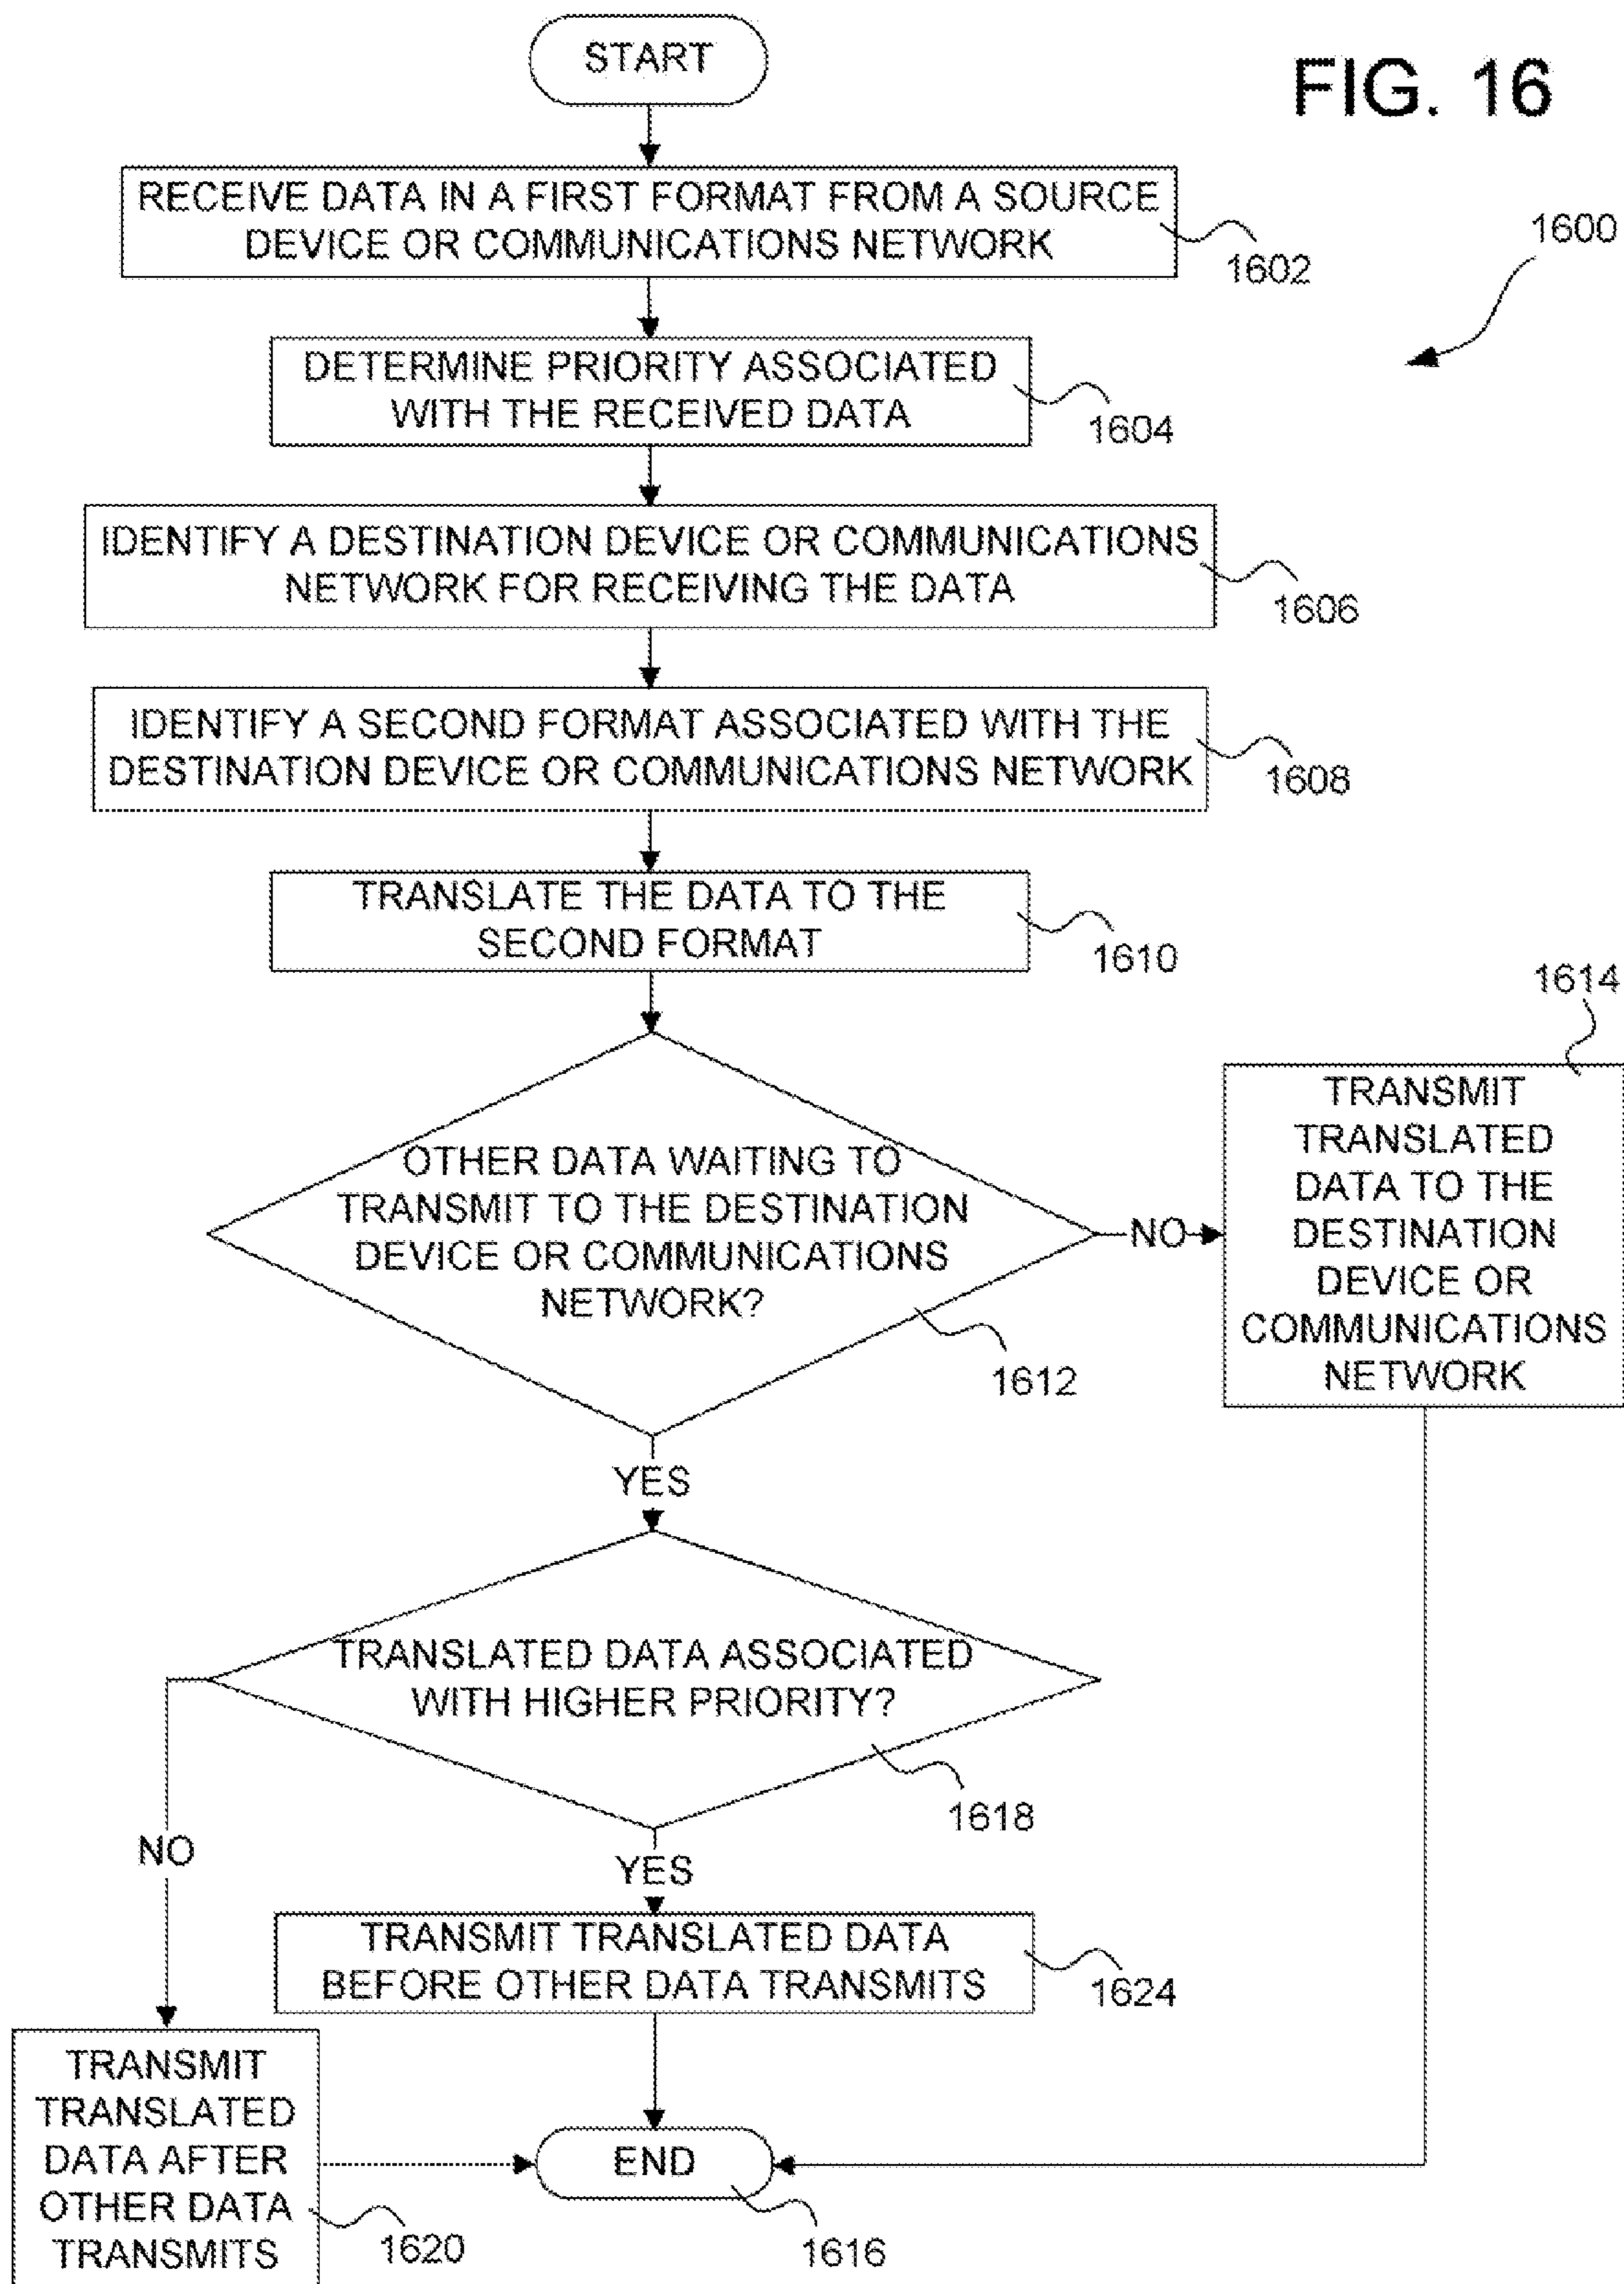 START
FIG. 16
RECEIVE DATA IN A FIRST FORMAT FROM A SOURCE
DEVICE OR COMMUNICATIONS NETWORK
1602
1600
DETERMINE PRIORITY ASSOCIATED
WITH THE RECEIVED DATA
1604
IDENTIFY A DESTINATION DEVICE OR COMMUNICATIONS
NETWORK FOR RECEIVING THE DATA
1606
IDENTIFY A SECOND FORMAT ASSOCIATED WITH THE
DESTINATION DEVICE OR COMMUNICATIONS NETWORK
1608
TRANSLATE THE DATA TO THE
SECOND FORMAT
1610
OTHER DATA WAITING TO
TRANSMIT TO THE DESTINATION
DEVICE OR COMMUNICATIONS
NETWORK?
1612
NO
1614
TRANSMIT
TRANSLATED
DATA TO THE
DESTINATION
DEVICE OR
COMMUNICATIONS
NETWORK
YES
TRANSLATED DATA ASSOCIATED
WITH HIGHER PRIORITY?
1618
NO
YES
TRANSMIT TRANSLATED DATA
BEFORE OTHER DATA TRANSMITS
1624
TRANSMIT
TRANSLATED
DATA AFTER
OTHER DATA
TRANSMITS
1620
END
1616